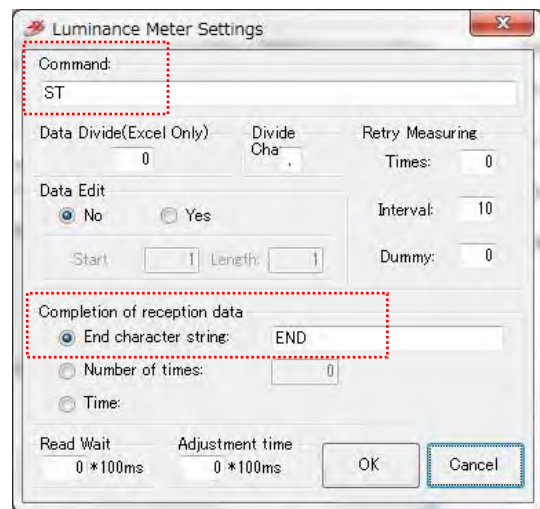 Luminance Meter Settings
Command:
ST
Data Divide(Excel Only) Divide Cha
0 .
Retry Measuring
Times: 0
Interval: 10
Dummy: 0
Data Edit
No Yes
Start 1 Length: 1
Completion of reception data
End character string: END
Number of times: 0
Time:
Read Wait Adjustment time
0 *100ms 0 *100ms
OK Cancel